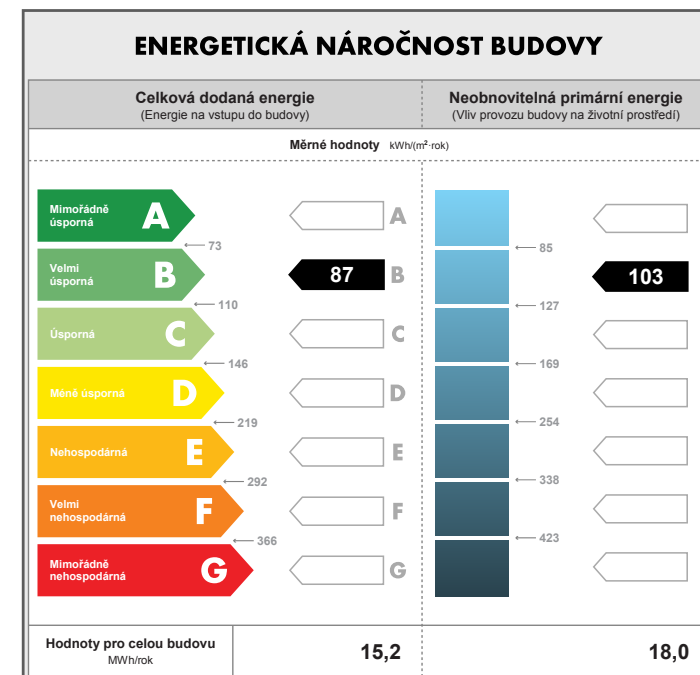 ENERGETICKÁ NÁROČNOST BUDOVY
Celková dodaná energie
(Energie na vstupu do budovy)
Neobnovitelná primární energie
(Vliv provozu budovy na životní prostředí)
Měrné hodnoty kWh/(m²·rok)
Mimořádně
úsporná
A
A
73
85
Velmi
úsporná
B
87
B
103
110
127
Úsporná
C
C
146
169
Méně úsporná
D
D
219
254
Nehospodárná
E
E
292
338
Velmi
nehospodárná
F
F
366
423
Mimořádně
nehospodárná
G
G
Hodnoty pro celou budovu
MWh/rok
15,2
18,0